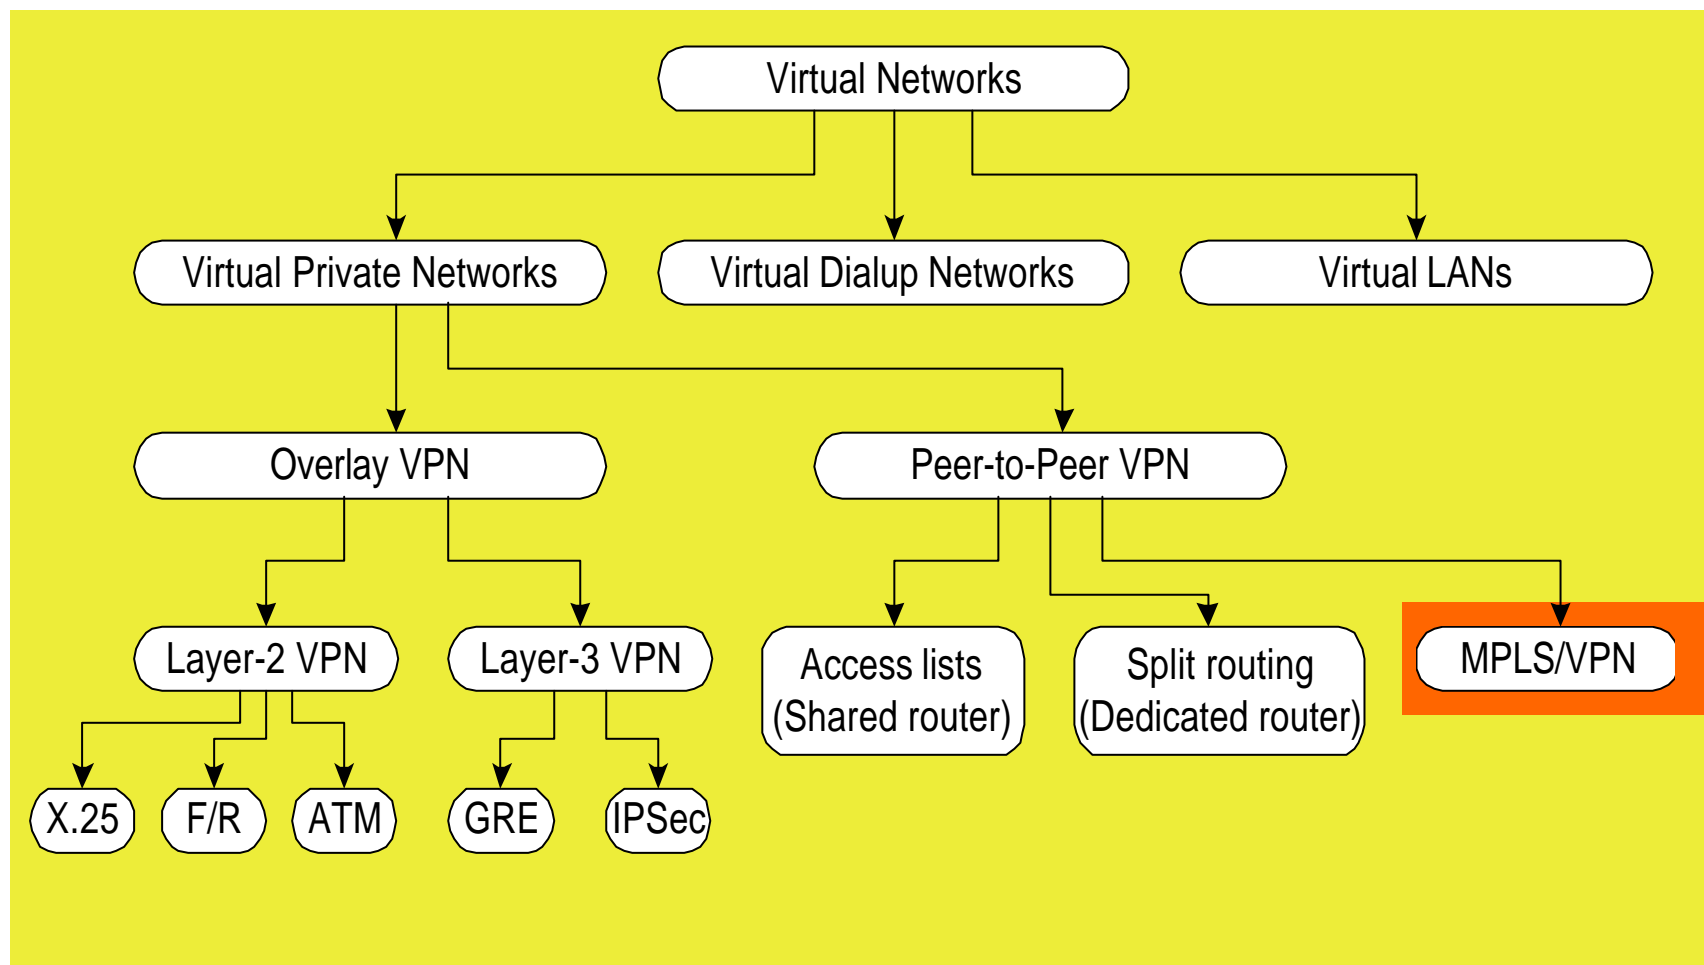 Virtual Networks
Virtual Private Networks
Virtual Dialup Networks
Virtual LANs
Overlay VPN
Peer-to-Peer VPN
Layer-2 VPN
Layer-3 VPN
Access lists
(Shared router)
Split routing
(Dedicated router)
MPLS/VPN
X.25
F/R
ATM
GRE
IPSec